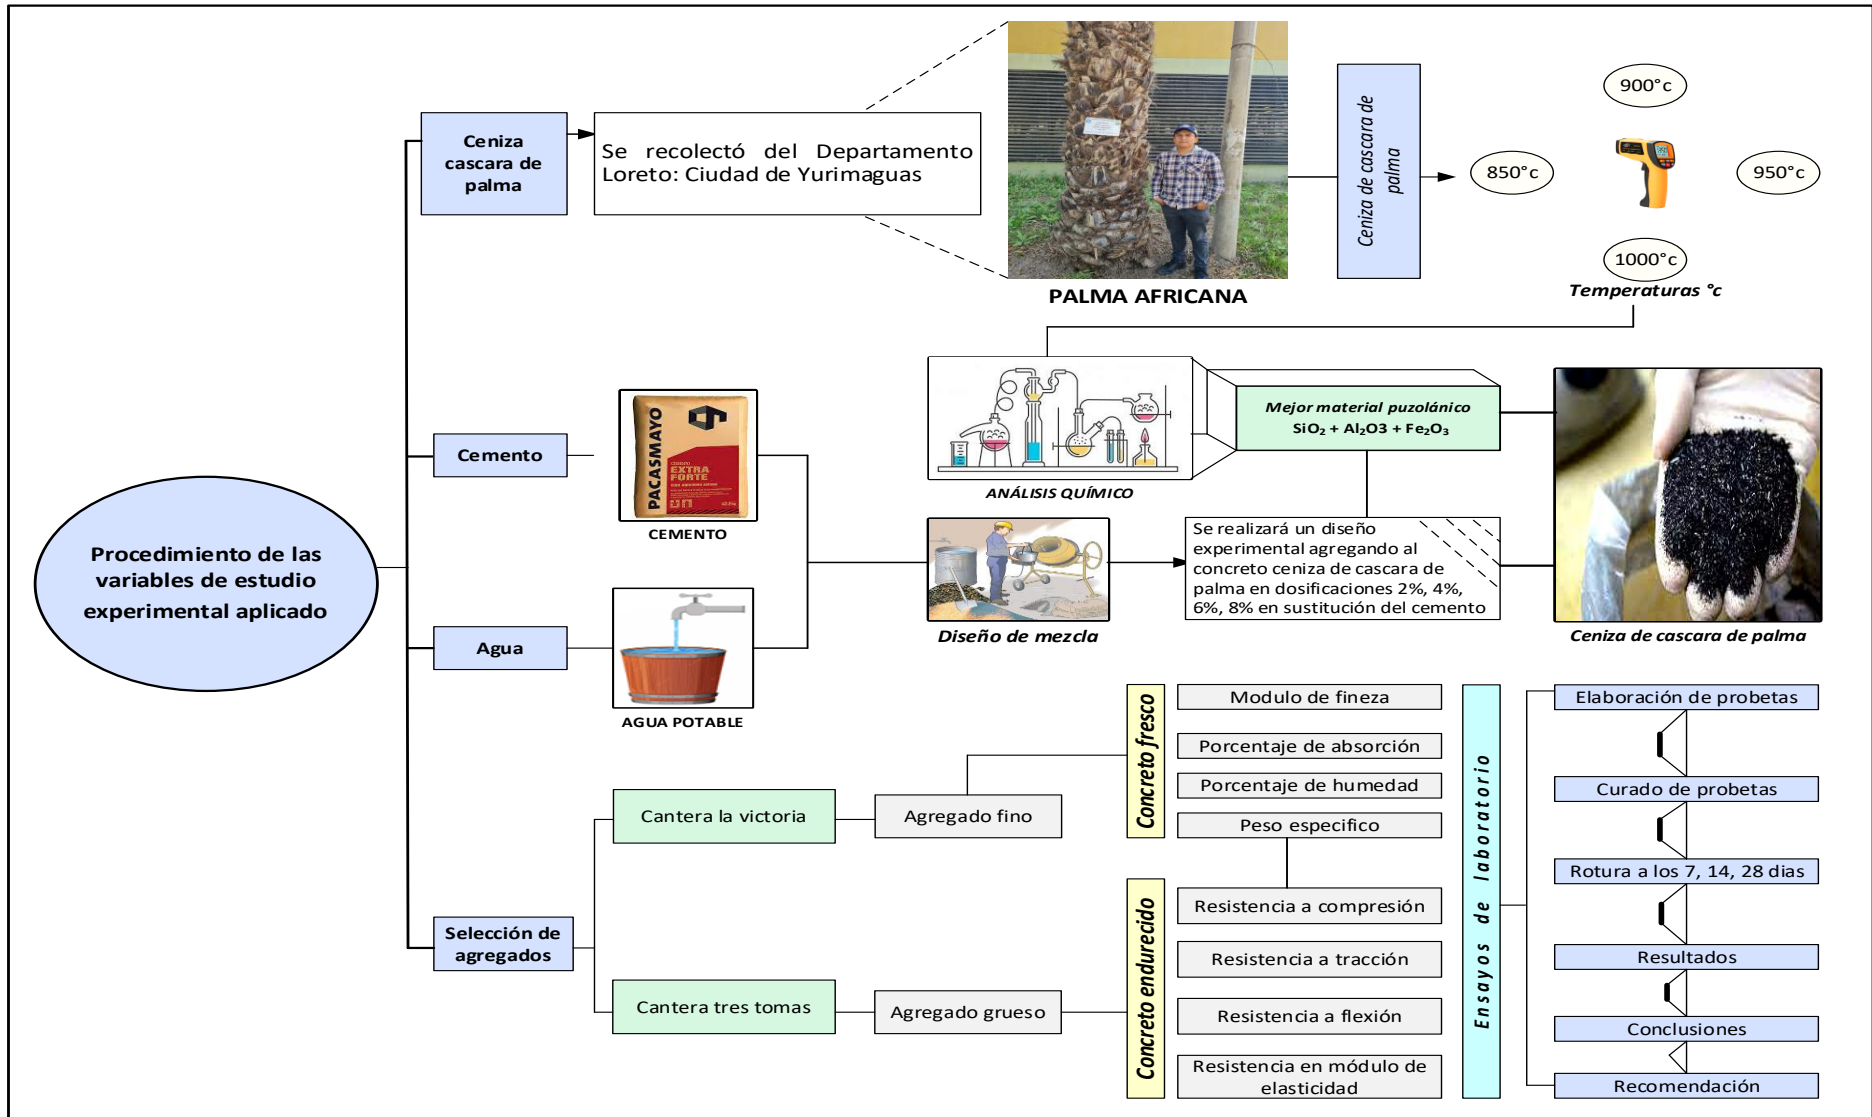 Procedimiento de las
variables de estudio
experimental aplicado
Ceniza
cascara de
palma
Se recolectó del Departamento
Loreto: Ciudad de Yurimaguas
PALMA AFRICANA
Ceniza de cascara de
palma
900°c
850°c
950°c
1000°c
Temperaturas °c
Cemento
PACASMAYO
CEMENTO
EXTRA
FORTE
CEMENTO
ANÁLISIS QUÍMICO
Mejor material puzolánico
SiO₂ + Al₂O3 + Fe₂O₃
Agua
AGUA POTABLE
Diseño de mezcla
Se realizará un diseño
experimental agregando al
concreto ceniza de cascara de
palma en dosificaciones 2%, 4%,
6%, 8% en sustitución del cemento
Ceniza de cascara de palma
Selección de
agregados
Cantera la victoria
Agregado fino
Cantera tres tomas
Agregado grueso
Concreto fresco
Modulo de fineza
Porcentaje de absorción
Porcentaje de humedad
Peso especifico
Concreto endurecido
Resistencia a compresión
Resistencia a tracción
Resistencia a flexión
Resistencia en módulo de
elasticidad
Ensayos de laboratorio
Elaboración de probetas
Curado de probetas
Rotura a los 7, 14, 28 dias
Resultados
Conclusiones
Recomendación